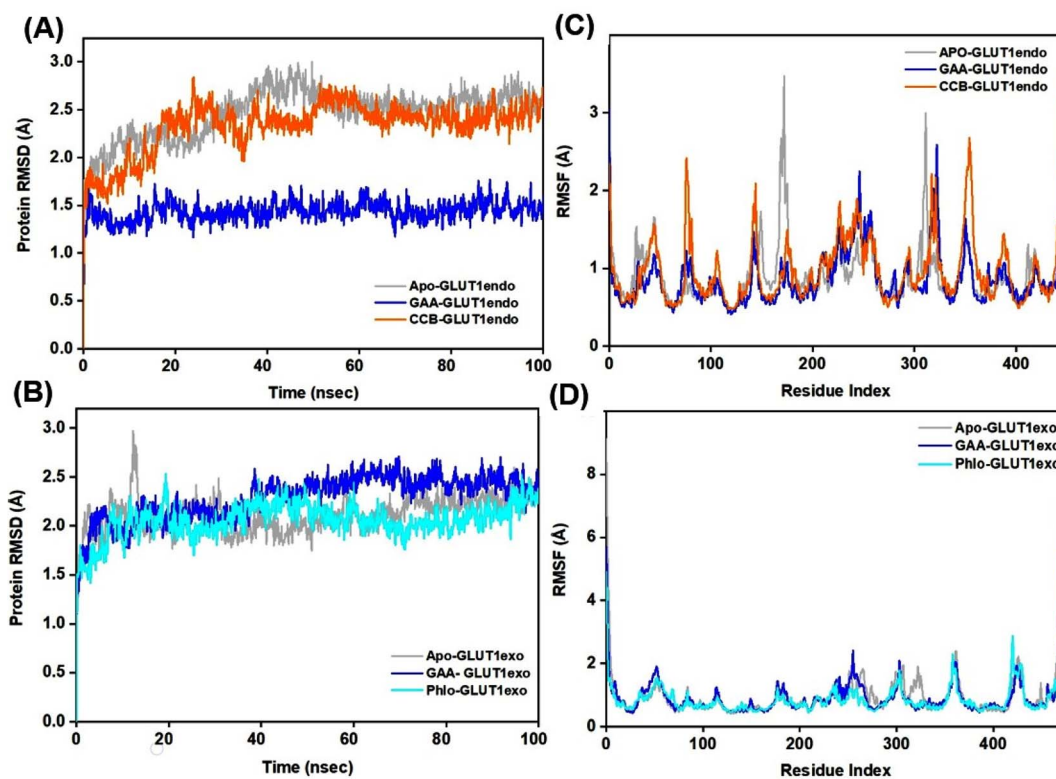 (A)
3.0
2.5
2.0
1.5
1.0
0.5
0.0
Protein RMSD (Å)
Apo-GLUT1endo
GAA-GLUT1endo
CCB-GLUT1endo
0 20 40 60 80 100
Time (nsec)
(C)
3
2
1
0
RMSF (Å)
APO-GLUT1endo
GAA-GLUT1endo
CCB-GLUT1endo
0 100 200 300 400
Residue Index
(B)
3.0
2.5
2.0
1.5
1.0
0.5
0.0
Protein RMSD (Å)
Apo-GLUT1exo
GAA- GLUT1exo
Phlo-GLUT1exo
0 20 40 60 80 100
Time (nsec)
(D)
8
6
4
2
0
RMSF (Å)
Apo-GLUT1exo
GAA-GLUT1exo
Phlo-GLUT1exo
0 100 200 300 400
Residue Index